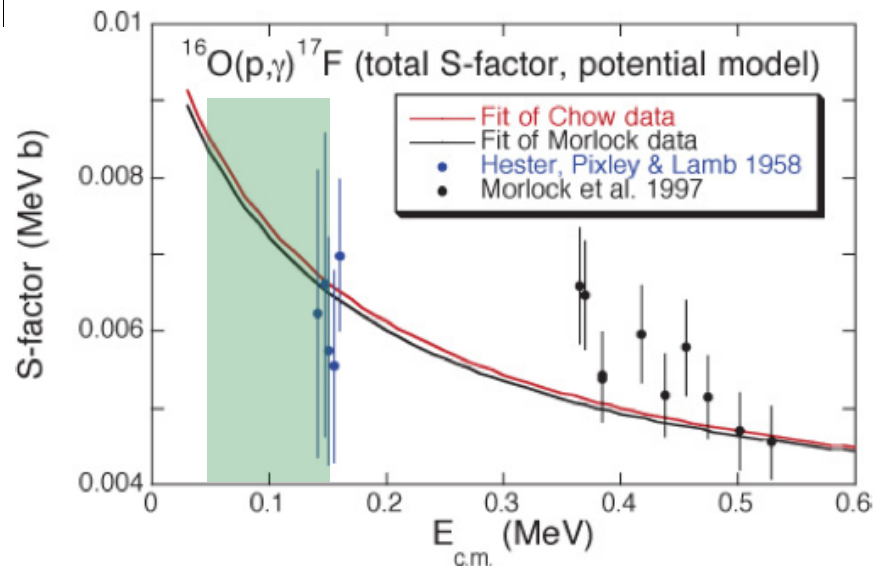 0.01
¹⁶O(p,γ)¹⁷F (total S-factor, potential model)
Fit of Chow data
Fit of Morlock data
Hester, Pixley & Lamb 1958
Morlock et al. 1997
S-factor (MeV b)
0.008
0.006
0.004
0 0.1 0.2 0.3 0.4 0.5 0.6
E c.m. (MeV)